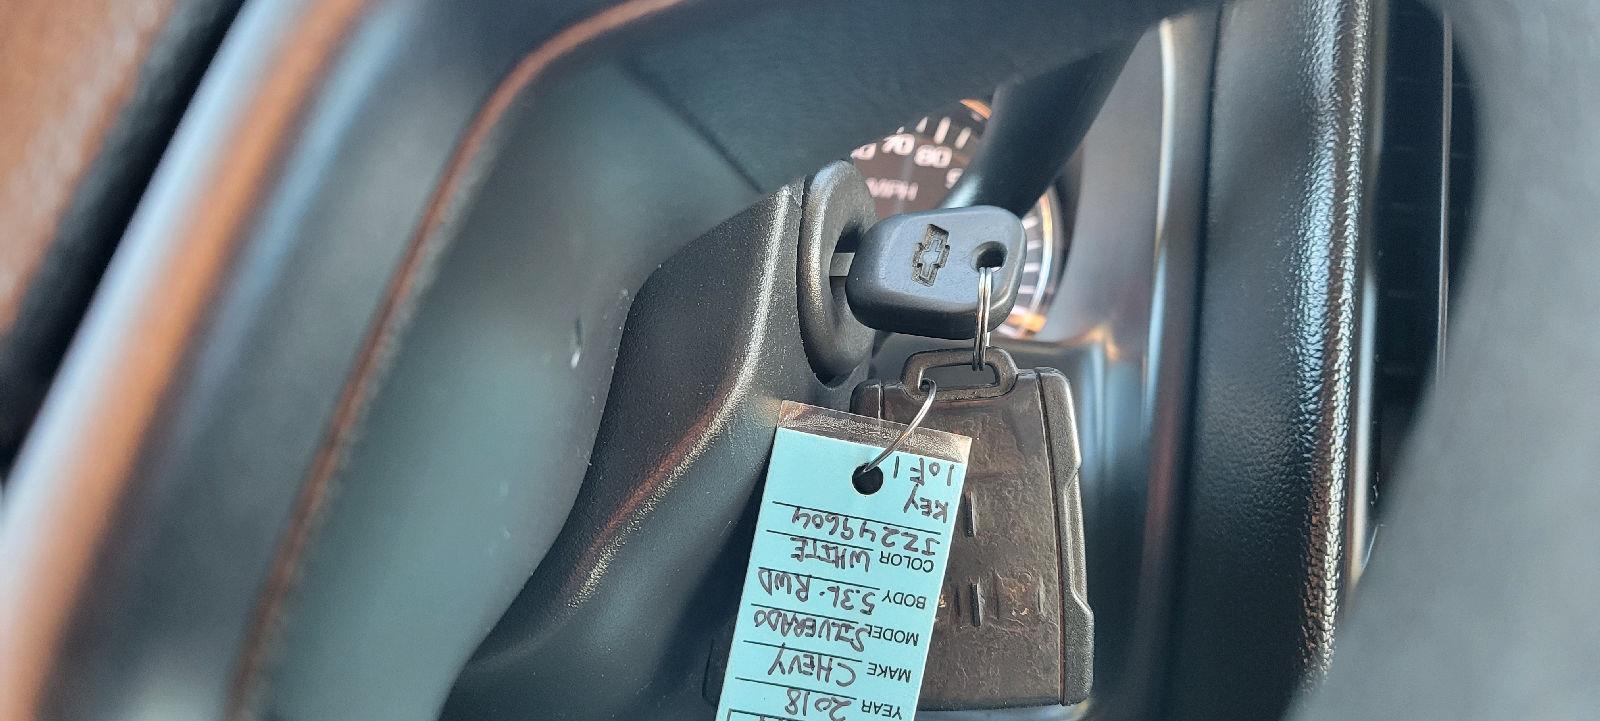 YEAR 2018
MAKE CHEVY
MODEL SILVERADO
BODY 5.3L. RWD
COLOR WHITE
JZ249604
KEY
1 OF 1
70 80
MPH